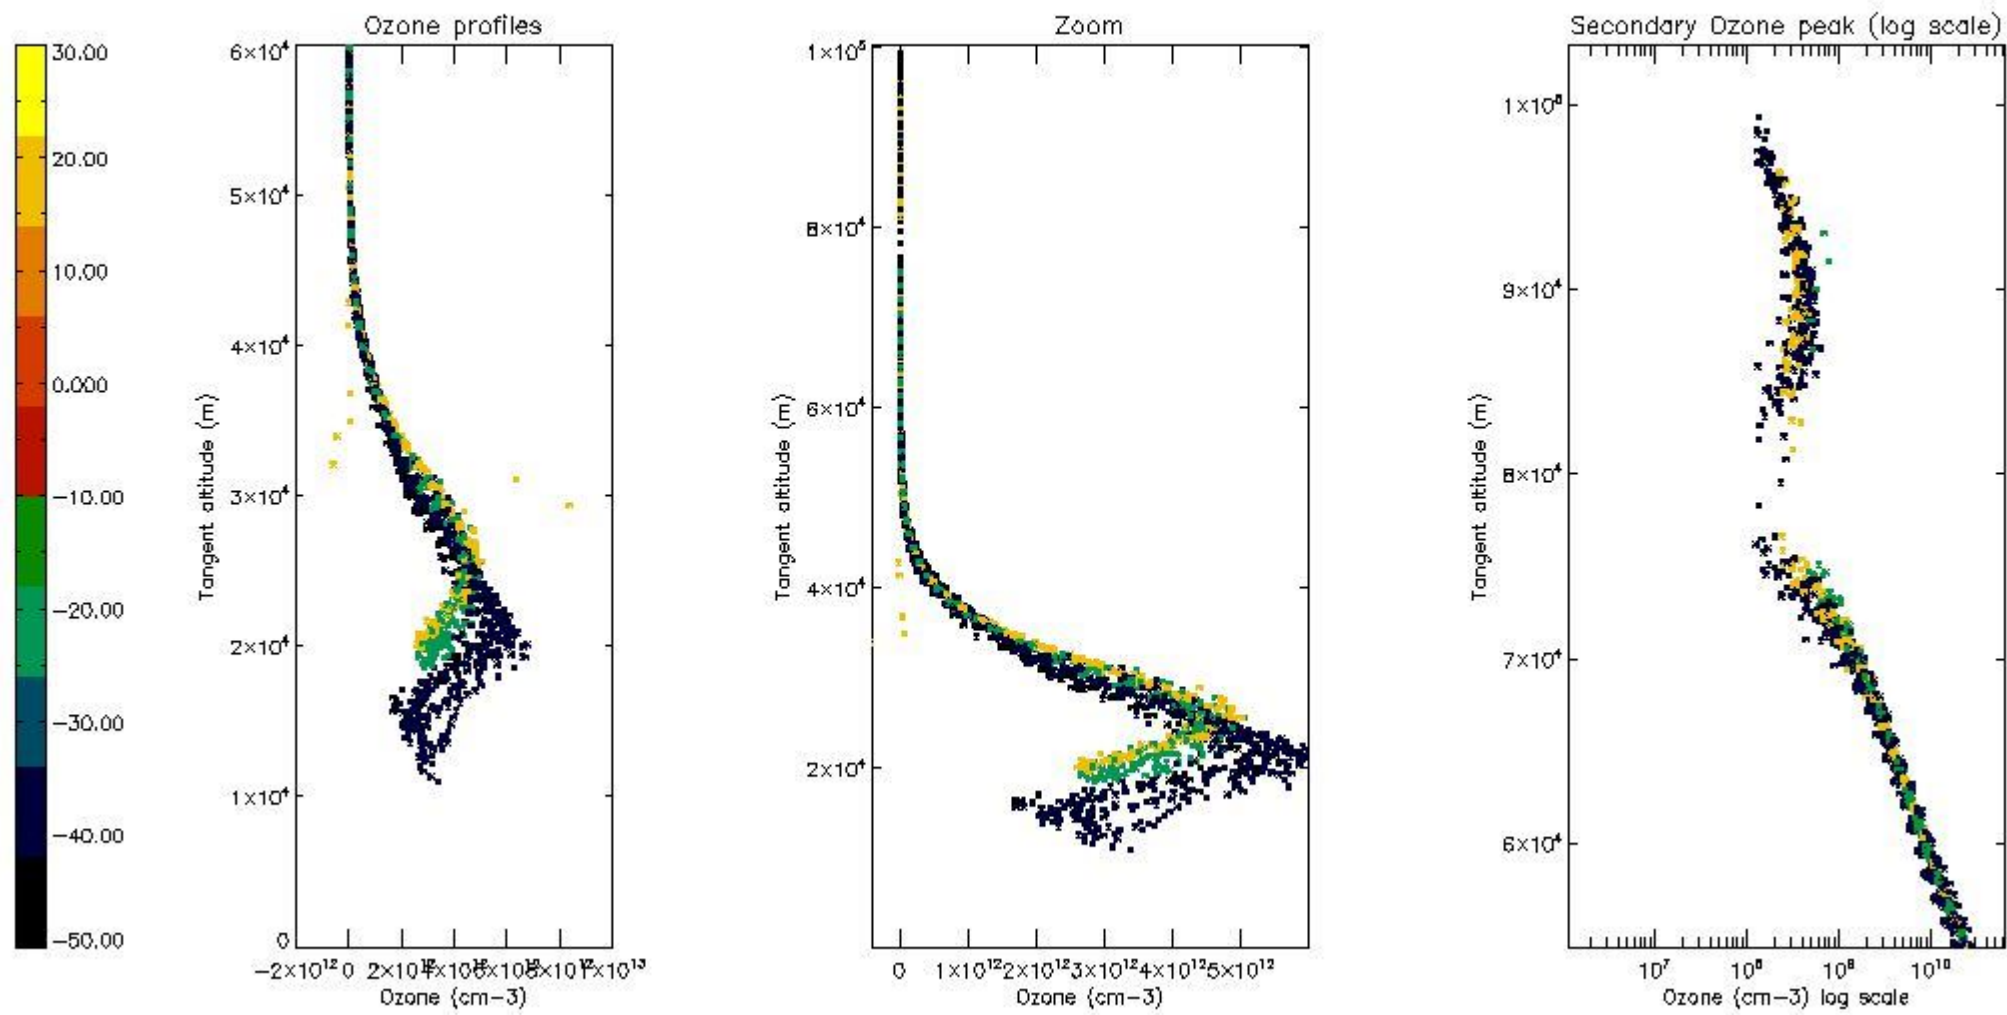 Ozone profiles
Zoom
Secondary Ozone peak (log scale)
30.00
20.00
10.00
0.000
−10.00
−20.00
−30.00
−40.00
−50.00
6×10⁴
5×10⁴
4×10⁴
3×10⁴
2×10⁴
1×10⁴
0
Tangent altitude (m)
−2×10¹² 0
Ozone (cm−3)
1×10⁵
8×10⁴
6×10⁴
4×10⁴
2×10⁴
Tangent altitude (m)
0 1×10¹² 2×10¹² 3×10¹² 4×10¹² 5×10¹²
Ozone (cm−3)
9×10⁴
8×10⁴
7×10⁴
6×10⁴
Tangent altitude (m)
10⁷ 10¹⁰
Ozone (cm−3) log scale